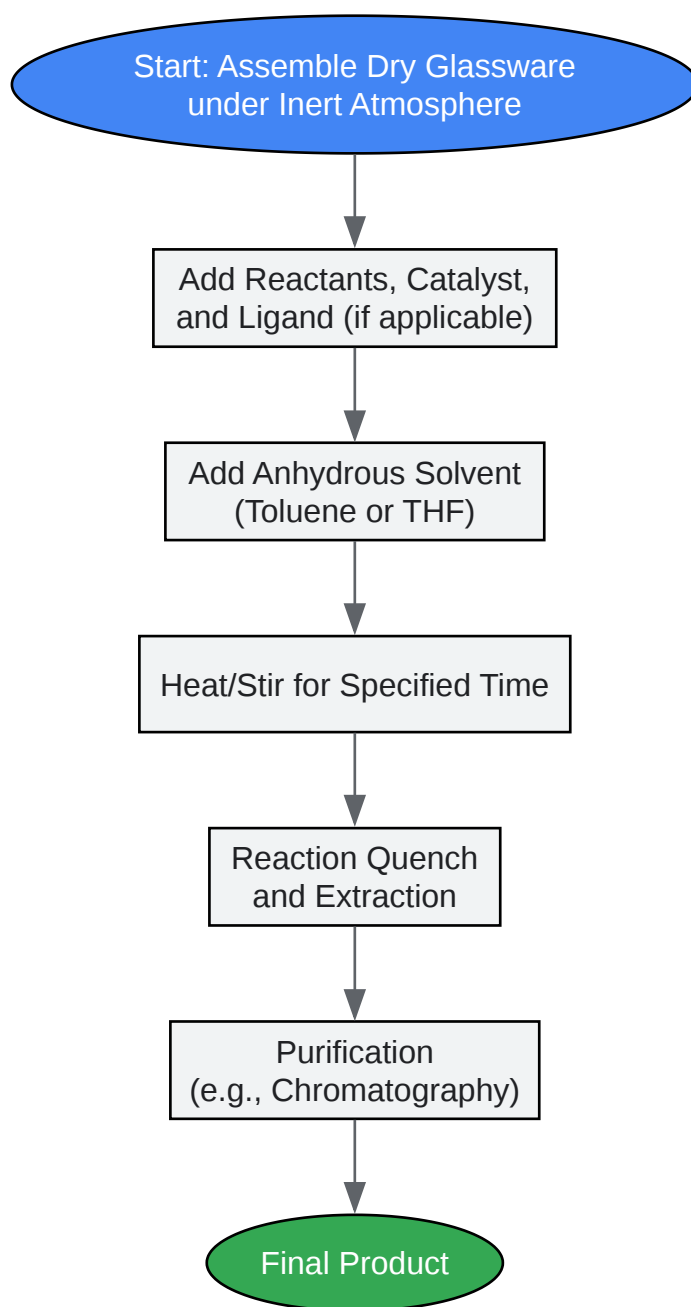 Start: Assemble Dry Glassware
under Inert Atmosphere
Add Reactants, Catalyst,
and Ligand (if applicable)
Add Anhydrous Solvent
(Toluene or THF)
Heat/Stir for Specified Time
Reaction Quench
and Extraction
Purification
(e.g., Chromatography)
Final Product